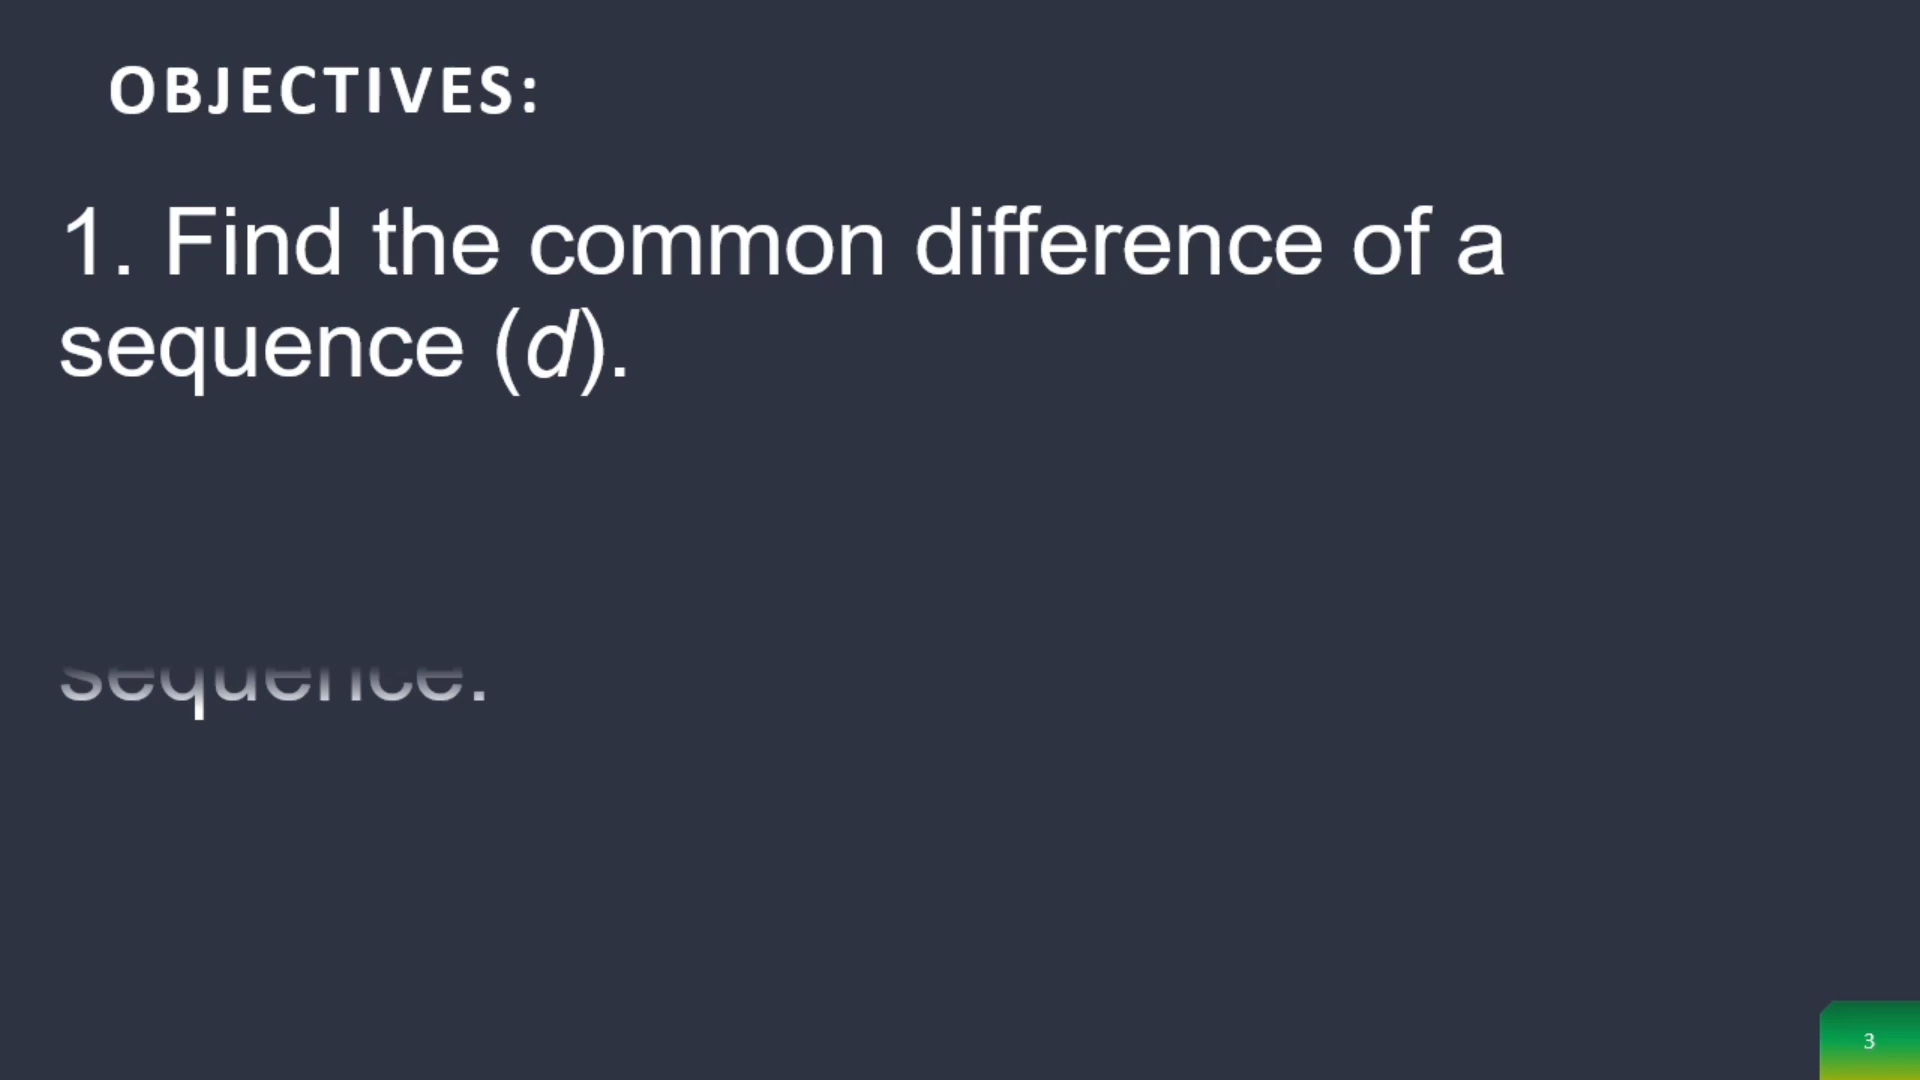 OBJECTIVES:
1. Find the common difference of a
sequence (d).
sequence.
3